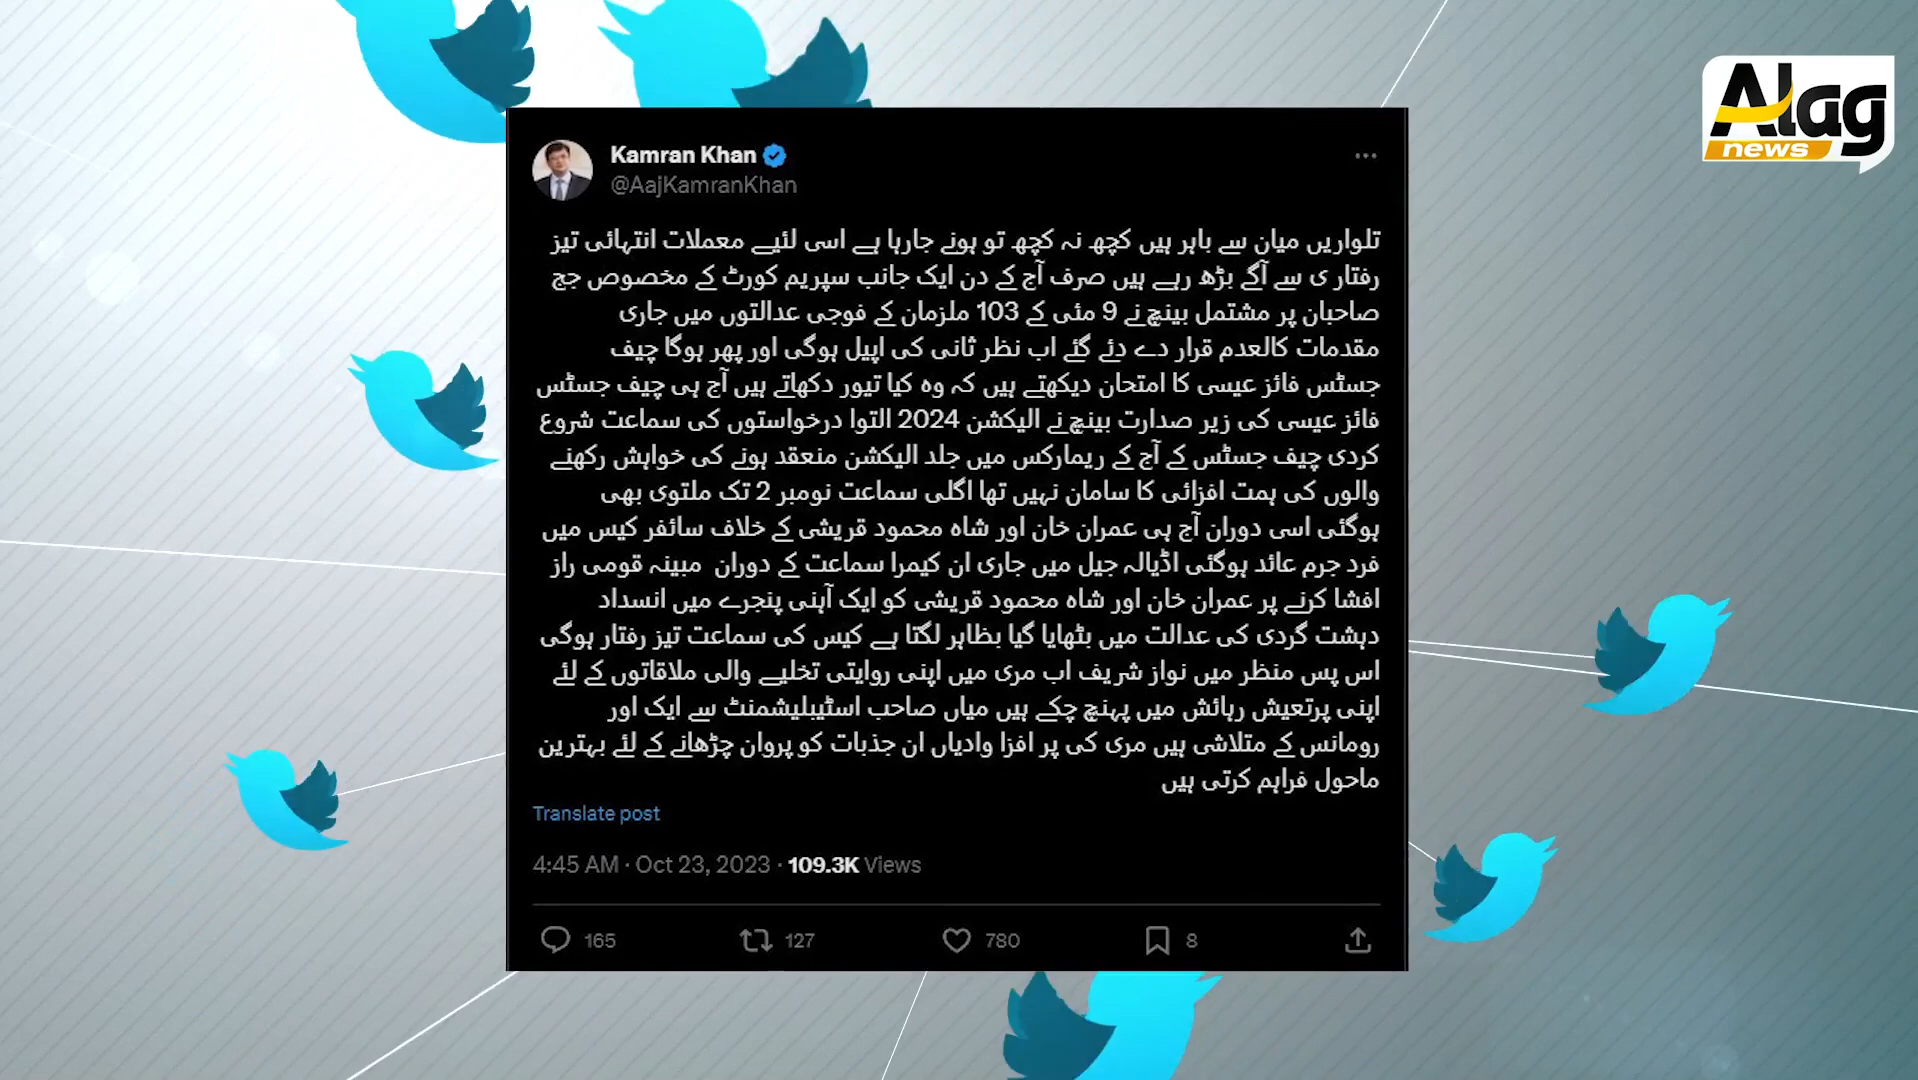 Alag
news
Kamran Khan
@AajKamranKhan
تلواریں میان سے باہر ہیں کچھ نہ کچھ تو ہونے جارہا ہے اسی لئیے معملات انتہائی تیز
رفتار ی سے آگے بڑھ رہے ہیں صرف آج کے دن ایک جانب سپریم کورٹ کے مخصوص جج
صاحبان پر مشتمل بینچ نے 9 مئی کے 103 ملزمان کے فوجی عدالتوں میں جاری
مقدمات کالعدم قرار دے دئے گئے اب نظر ثانی کی اپیل ہوگی اور پھر ہوگا چیف
جسٹس فائز عیسی کا امتحان دیکھتے ہیں کہ وہ کیا تیور دکھاتے ہیں آج ہی چیف جسٹس
فائز عیسی کی زیر صدارت بینچ نے الیکشن 2024 التوا درخواستوں کی سماعت شروع
کردی چیف جسٹس کے آج کے ریمارکس میں جلد الیکشن منعقد ہونے کی خواہش رکھنے
والوں کی ہمت افزائی کا سامان نہیں تھا اگلی سماعت نومبر 2 تک ملتوی بھی
ہوگئی اسی دوران آج ہی عمران خان اور شاہ محمود قریشی کے خلاف سائفر کیس میں
فرد جرم عائد ہوگئی اڈیالہ جیل میں جاری ان کیمرا سماعت کے دوران  مبینہ قومی راز
افشا کرنے پر عمران خان اور شاہ محمود قریشی کو ایک آہنی پنجرے میں انسداد
دہشت گردی کی عدالت میں بٹھایا گیا بظاہر لگتا ہے کیس کی سماعت تیز رفتار ہوگی
اس پس منظر میں نواز شریف اب مری میں اپنی روایتی تخلیے والی ملاقاتوں کے لئے
اپنی پرتعیش رہائش میں پہنچ چکے ہیں میاں صاحب اسٹیبلیشمنٹ سے ایک اور
رومانس کے متلاشی ہیں مری کی پر افزا وادیاں ان جذبات کو پروان چڑھانے کے لئے بہترین
ماحول فراہم کرتی ہیں
Translate post
4:45 AM · Oct 23, 2023 · 109.3K Views
165 127 780 8